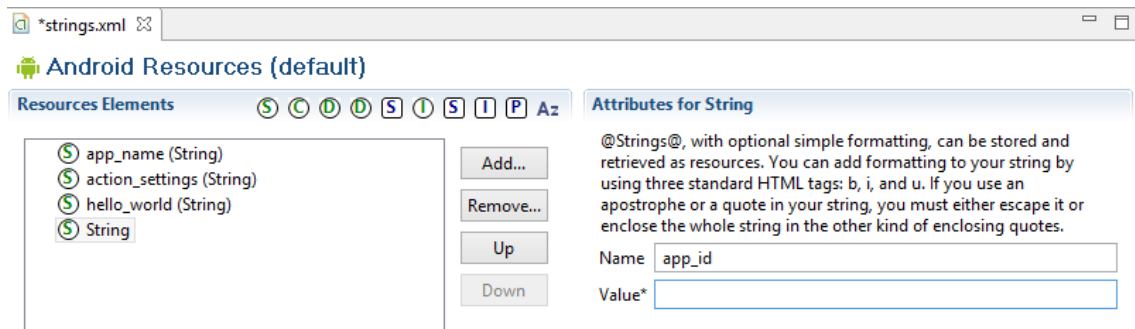 *strings.xml
Android Resources (default)
Resources Elements
S C D D S I S I P Az
Attributes for String
S app_name (String)
S action_settings (String)
S hello_world (String)
S String
Add...
Remove...
Up
Down
@Strings@, with optional simple formatting, can be stored and
retrieved as resources. You can add formatting to your string by
using three standard HTML tags: b, i, and u. If you use an
apostrophe or a quote in your string, you must either escape it or
enclose the whole string in the other kind of enclosing quotes.
Name app_id
Value*